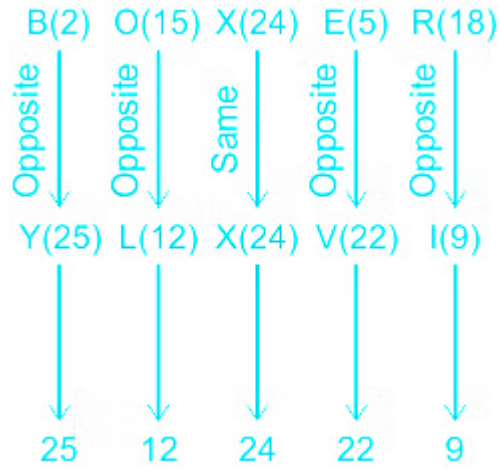 B(2) O(15) X(24) E(5) R(18)
Opposite Opposite Same Opposite Opposite
Y(25) L(12) X(24) V(22) I(9)
25 12 24 22 9